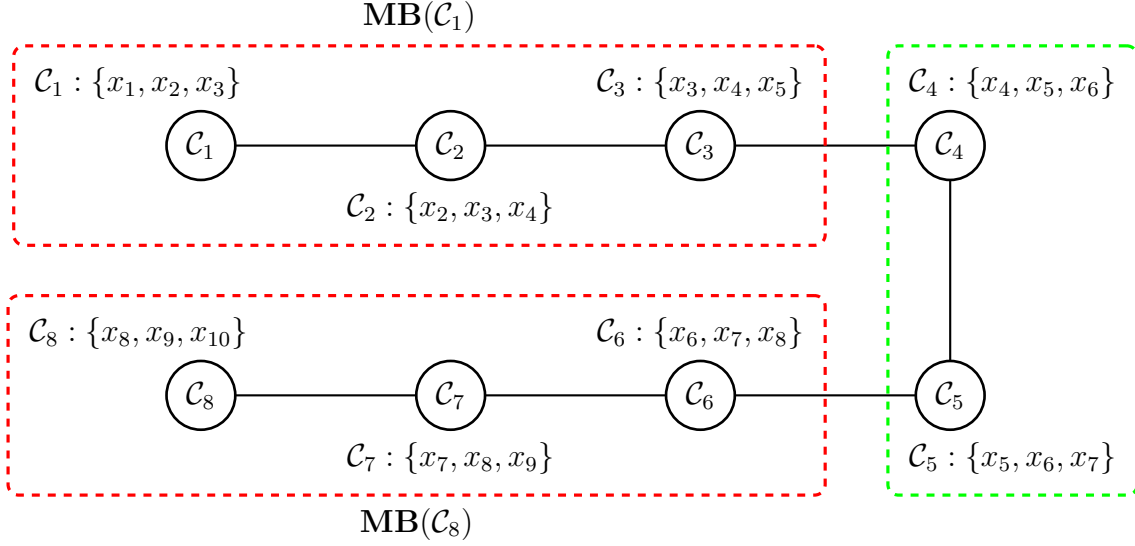 MB(𝒞₁)
𝒞₁ : {x₁, x₂, x₃} 𝒞₃ : {x₃, x₄, x₅} 𝒞₄ : {x₄, x₅, x₆}
𝒞₁ 𝒞₂ 𝒞₃ 𝒞₄
𝒞₂ : {x₂, x₃, x₄}
𝒞₈ : {x₈, x₉, x₁₀} 𝒞₆ : {x₆, x₇, x₈}
𝒞₈ 𝒞₇ 𝒞₆ 𝒞₅
𝒞₇ : {x₇, x₈, x₉} 𝒞₅ : {x₅, x₆, x₇}
MB(𝒞₈)